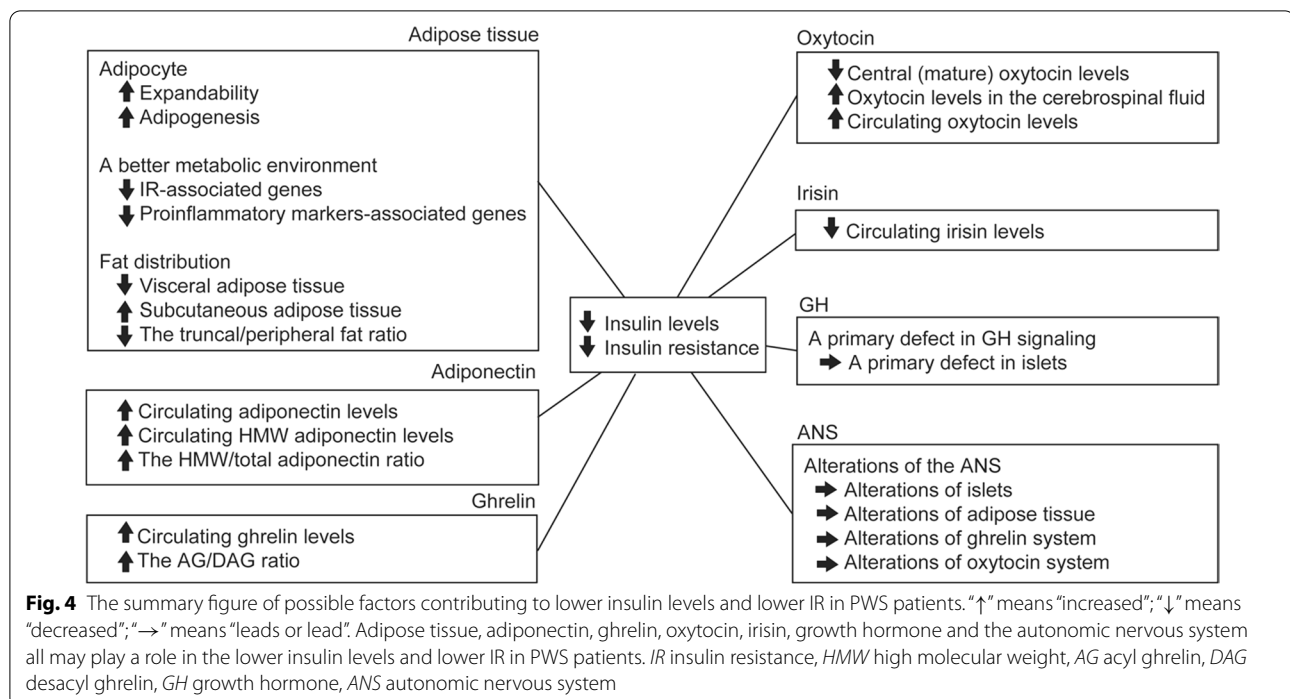 Adipose tissue
Adipocyte
↑ Expandability
↑ Adipogenesis
A better metabolic environment
↓ IR-associated genes
↓ Proinflammatory markers-associated genes
Fat distribution
↓ Visceral adipose tissue
↑ Subcutaneous adipose tissue
↓ The truncal/peripheral fat ratio
Adiponectin
↑ Circulating adiponectin levels
↑ Circulating HMW adiponectin levels
↑ The HMW/total adiponectin ratio
Ghrelin
↑ Circulating ghrelin levels
↑ The AG/DAG ratio
↓ Insulin levels
↓ Insulin resistance
Oxytocin
↓ Central (mature) oxytocin levels
↑ Oxytocin levels in the cerebrospinal fluid
↑ Circulating oxytocin levels
Irisin
↓ Circulating irisin levels
GH
A primary defect in GH signaling
→ A primary defect in islets
ANS
Alterations of the ANS
→ Alterations of islets
→ Alterations of adipose tissue
→ Alterations of ghrelin system
→ Alterations of oxytocin system
Fig. 4 The summary figure of possible factors contributing to lower insulin levels and lower IR in PWS patients. “↑” means “increased”; “↓” means
“decreased”; “→” means “leads or lead”. Adipose tissue, adiponectin, ghrelin, oxytocin, irisin, growth hormone and the autonomic nervous system
all may play a role in the lower insulin levels and lower IR in PWS patients. IR insulin resistance, HMW high molecular weight, AG acyl ghrelin, DAG
desacyl ghrelin, GH growth hormone, ANS autonomic nervous system